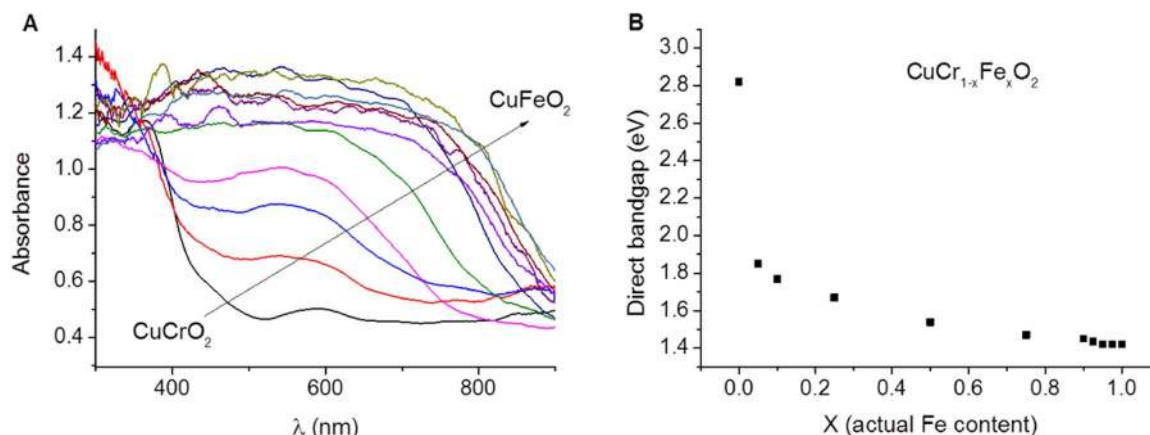 A
1.4
1.2
1.0
0.8
0.6
0.4
Absorbance
CuFeO₂
CuCrO₂
400
600
800
λ (nm)
B
3.0
2.8
2.6
2.4
2.2
2.0
1.8
1.6
1.4
Direct bandgap (eV)
CuCr₁₋ₓFeₓO₂
0.0
0.2
0.4
0.6
0.8
1.0
X (actual Fe content)